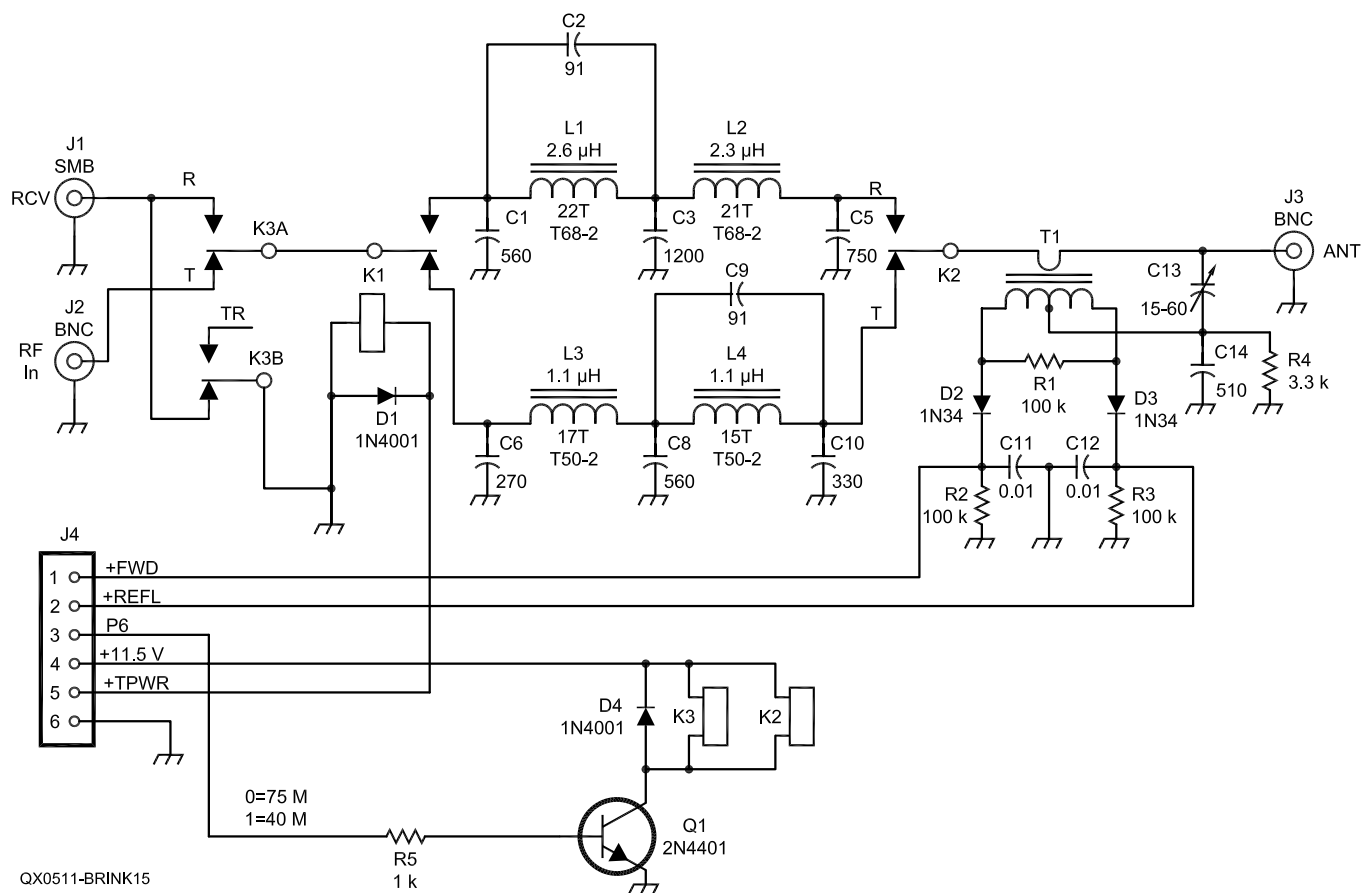 C2
91
J1
SMB
RCV
R
L1
2.6 µH
L2
2.3 µH
R
J3
BNC
ANT
K3A
C1
560
22T
T68-2
C3
1200
21T
T68-2
C5
750
K2
T1
C13
15-60
T
K1
C9
91
T
J2
BNC
RF
In
TR
K3B
L3
1.1 µH
L4
1.1 µH
R1
100 k
C14
510
R4
3.3 k
D1
1N4001
D2
1N34
D3
1N34
C6
270
17T
T50-2
C8
560
15T
T50-2
C10
330
C11
0.01
C12
0.01
R2
100 k
R3
100 k
J4
1
+FWD
2
+REFL
3
P6
4
+11.5 V
5
+TPWR
6
D4
1N4001
K3
K2
0=75 M
1=40 M
Q1
2N4401
R5
1 k
QX0511-BRINK15